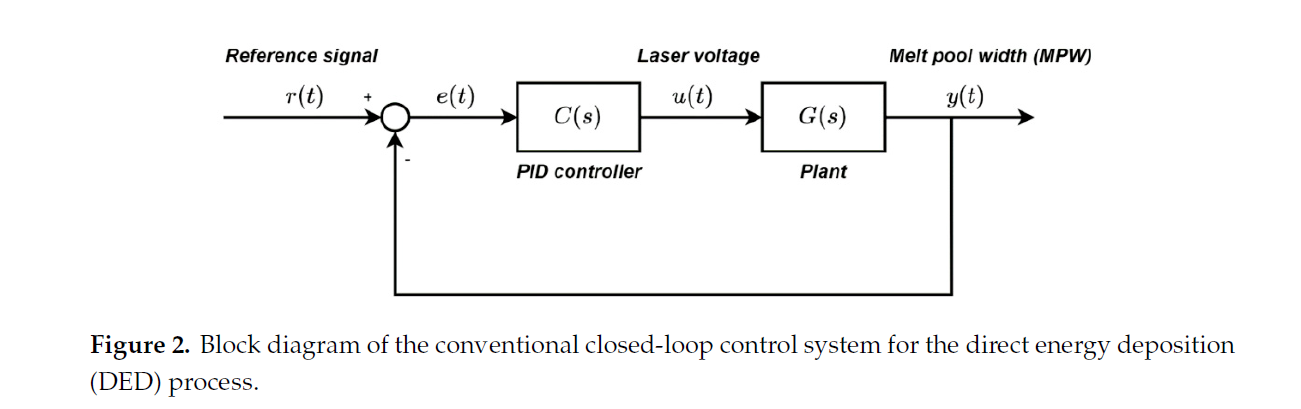 Reference signal
Laser voltage
Melt pool width (MPW)
r(t)
+
e(t)
u(t)
y(t)
C(s)
G(s)
-
PID controller
Plant
Figure 2. Block diagram of the conventional closed-loop control system for the direct energy deposition
(DED) process.